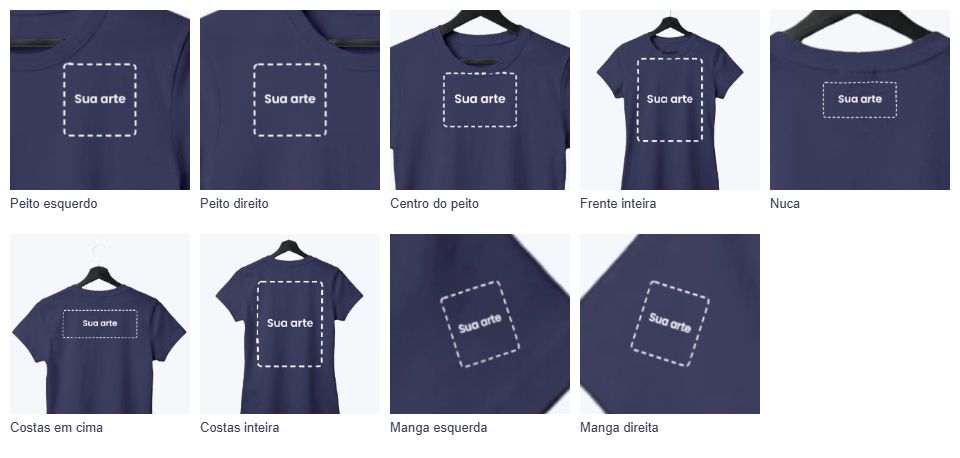 Sua arte
Sua arte
Sua arte
Sua arte
Sua arte
Peito esquerdo
Peito direito
Centro do peito
Frente inteira
Nuca
Sua arte
Sua arte
Sua arte
Sua arte
Costas em cima
Costas inteira
Manga esquerda
Manga direita